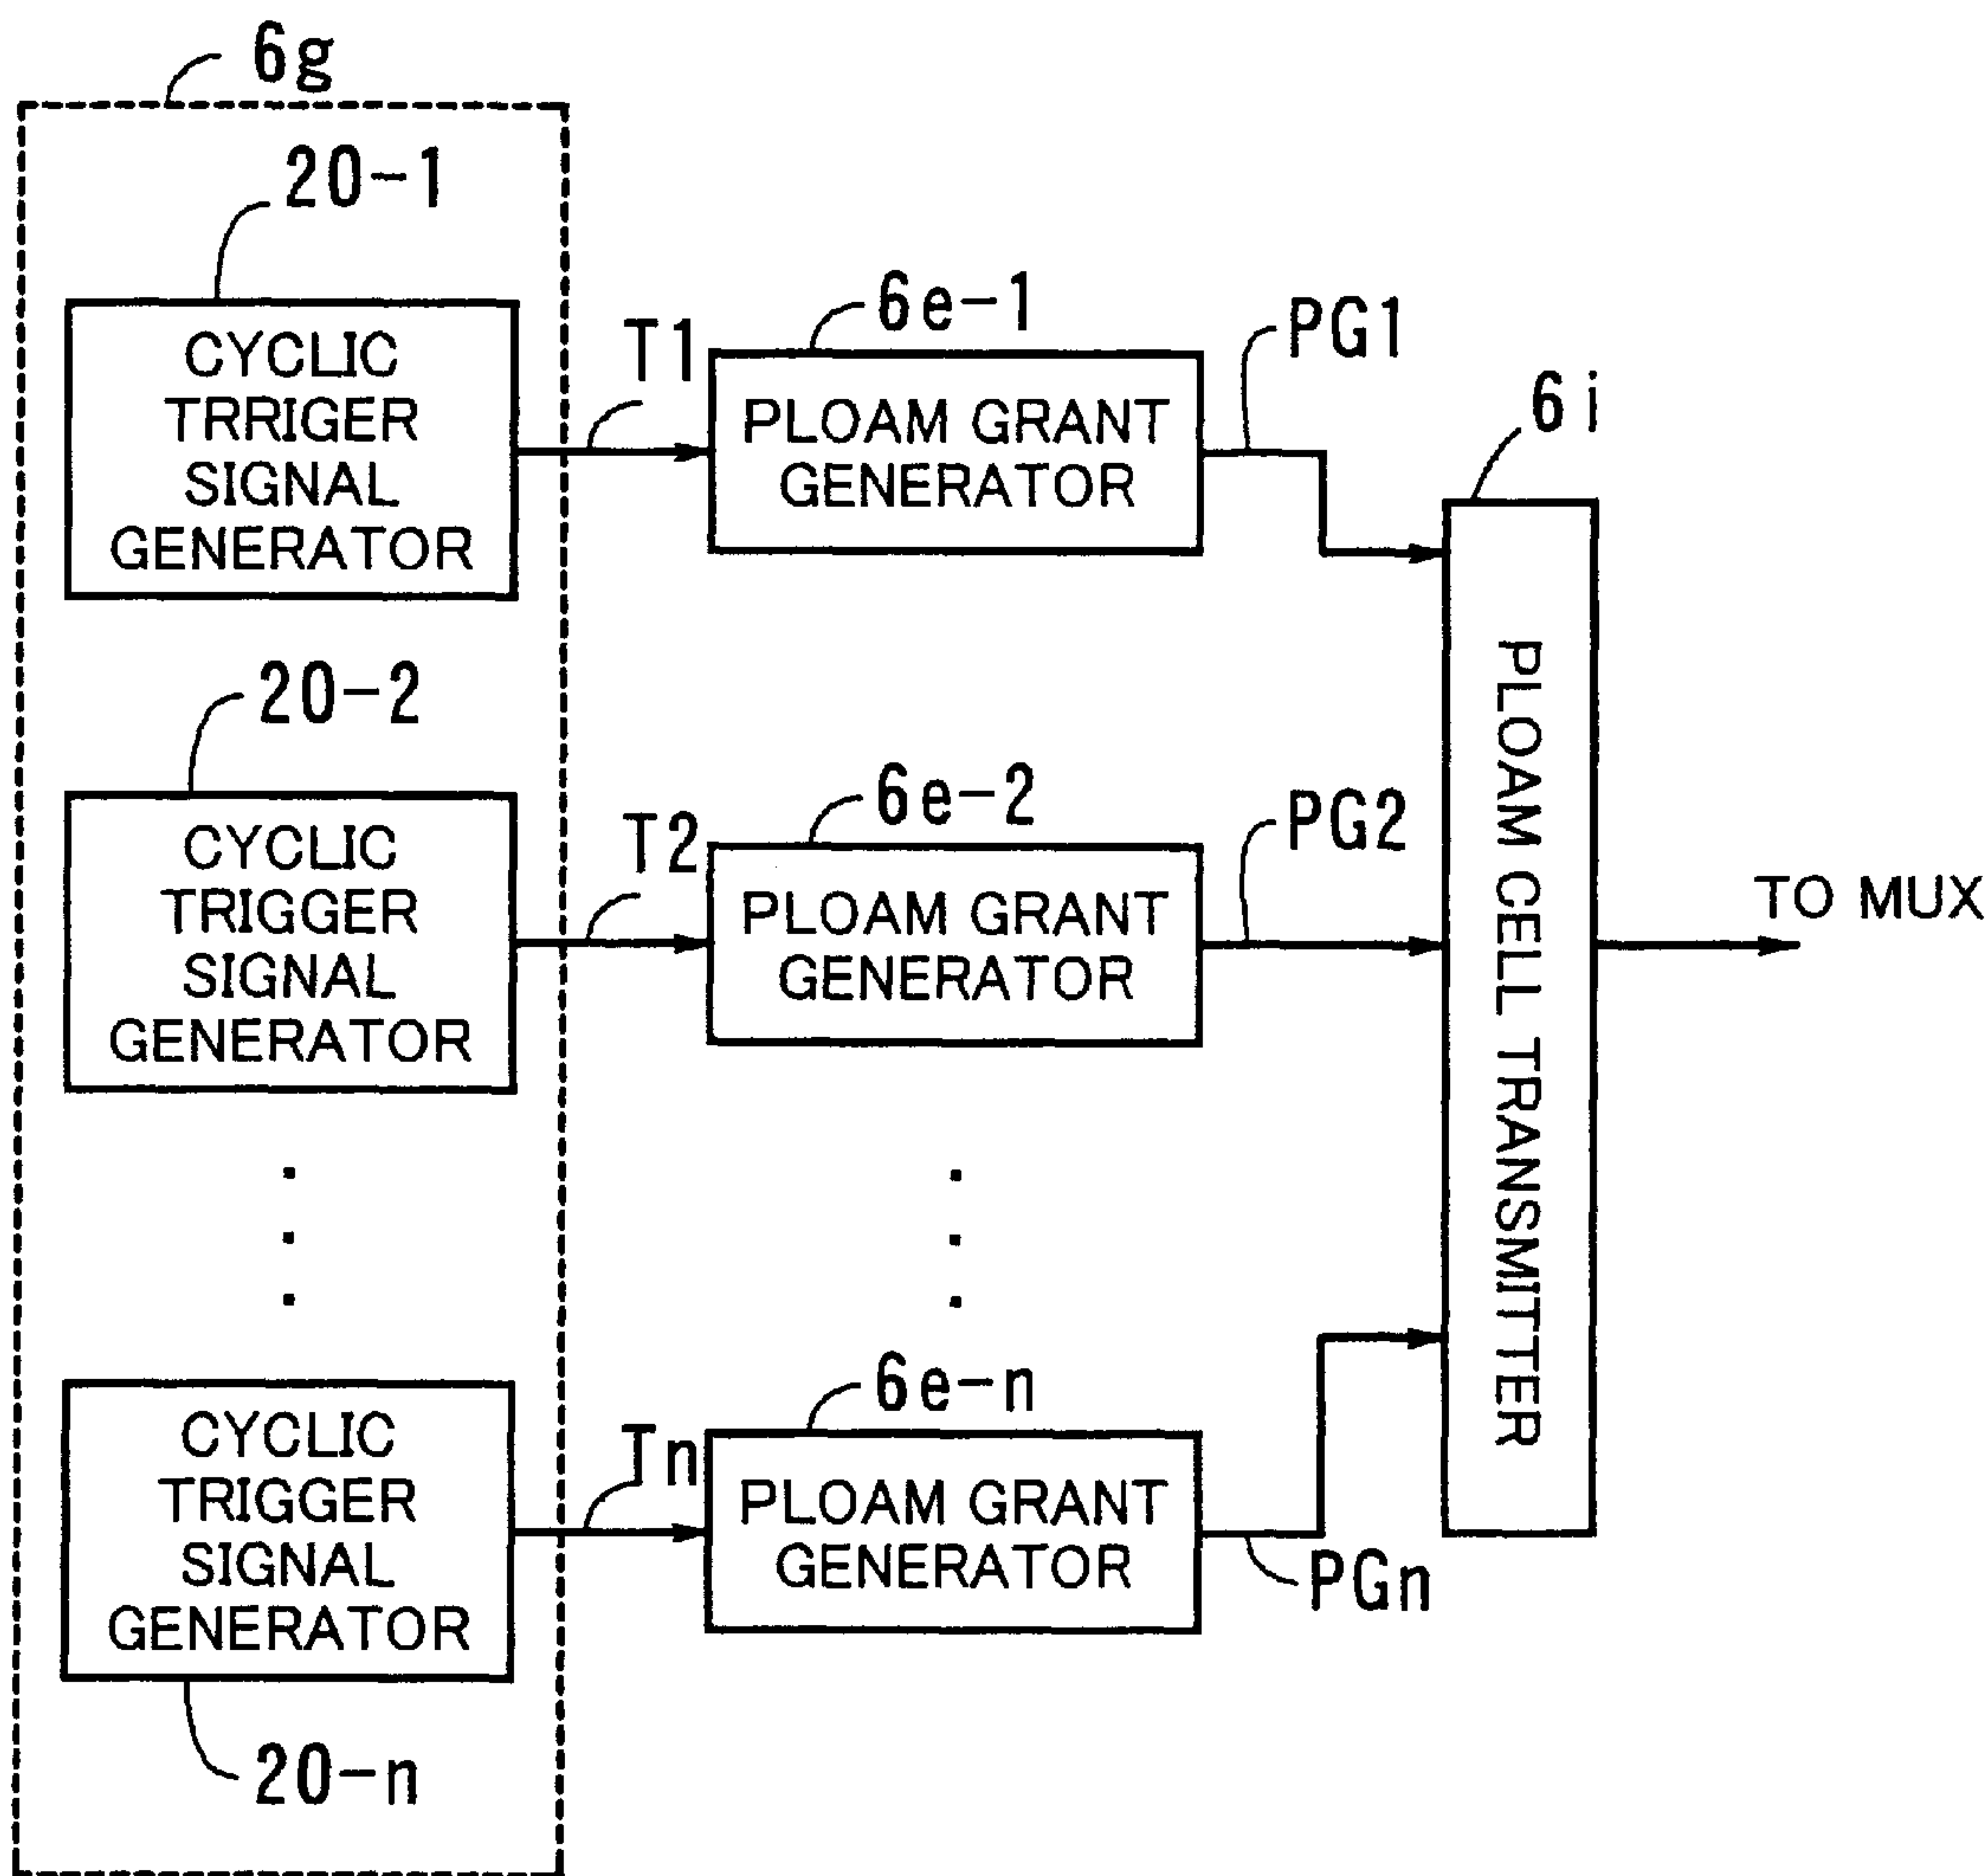 6g
20-1
CYCLIC
TRRIGER
SIGNAL
GENERATOR
T1
6e-1
PLOAM GRANT
GENERATOR
PG1
6i
PLOAM CELL TRANSMITTER
TO MUX
20-2
CYCLIC
TRIGGER
SIGNAL
GENERATOR
T2
6e-2
PLOAM GRANT
GENERATOR
PG2
CYCLIC
TRIGGER
SIGNAL
GENERATOR
20-n
Tn
6e-n
PLOAM GRANT
GENERATOR
PGn